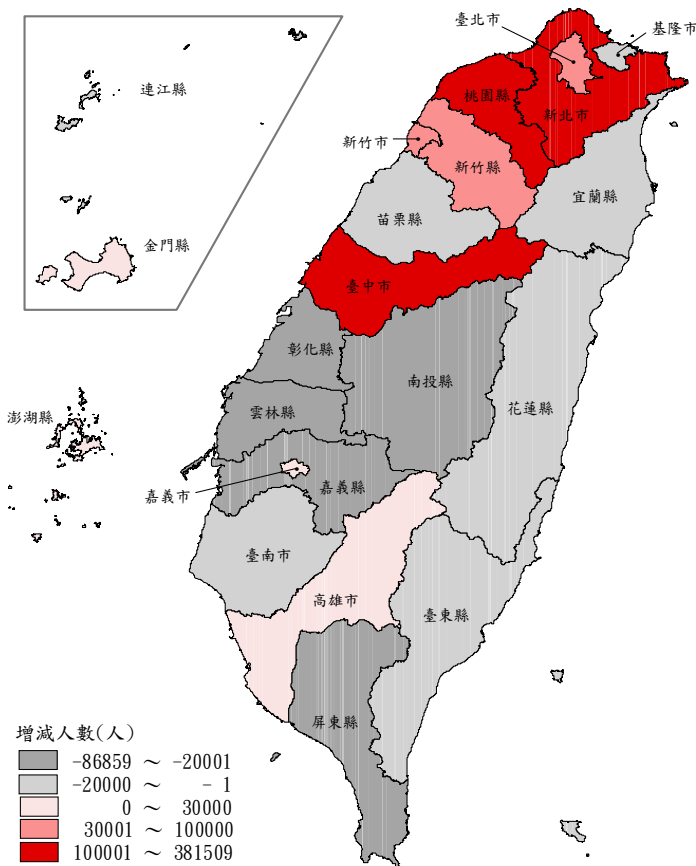 臺北市
基隆市
連江縣
桃園縣
新北市
新竹市
新竹縣
宜蘭縣
苗栗縣
金門縣
臺中市
彰化縣
南投縣
花蓮縣
雲林縣
澎湖縣
嘉義市
嘉義縣
臺南市
高雄市
臺東縣
屏東縣
增減人數(人)
-86859 ～ -20001
-20000 ～ - 1
0 ～ 30000
30001 ～ 100000
100001 ～ 381509